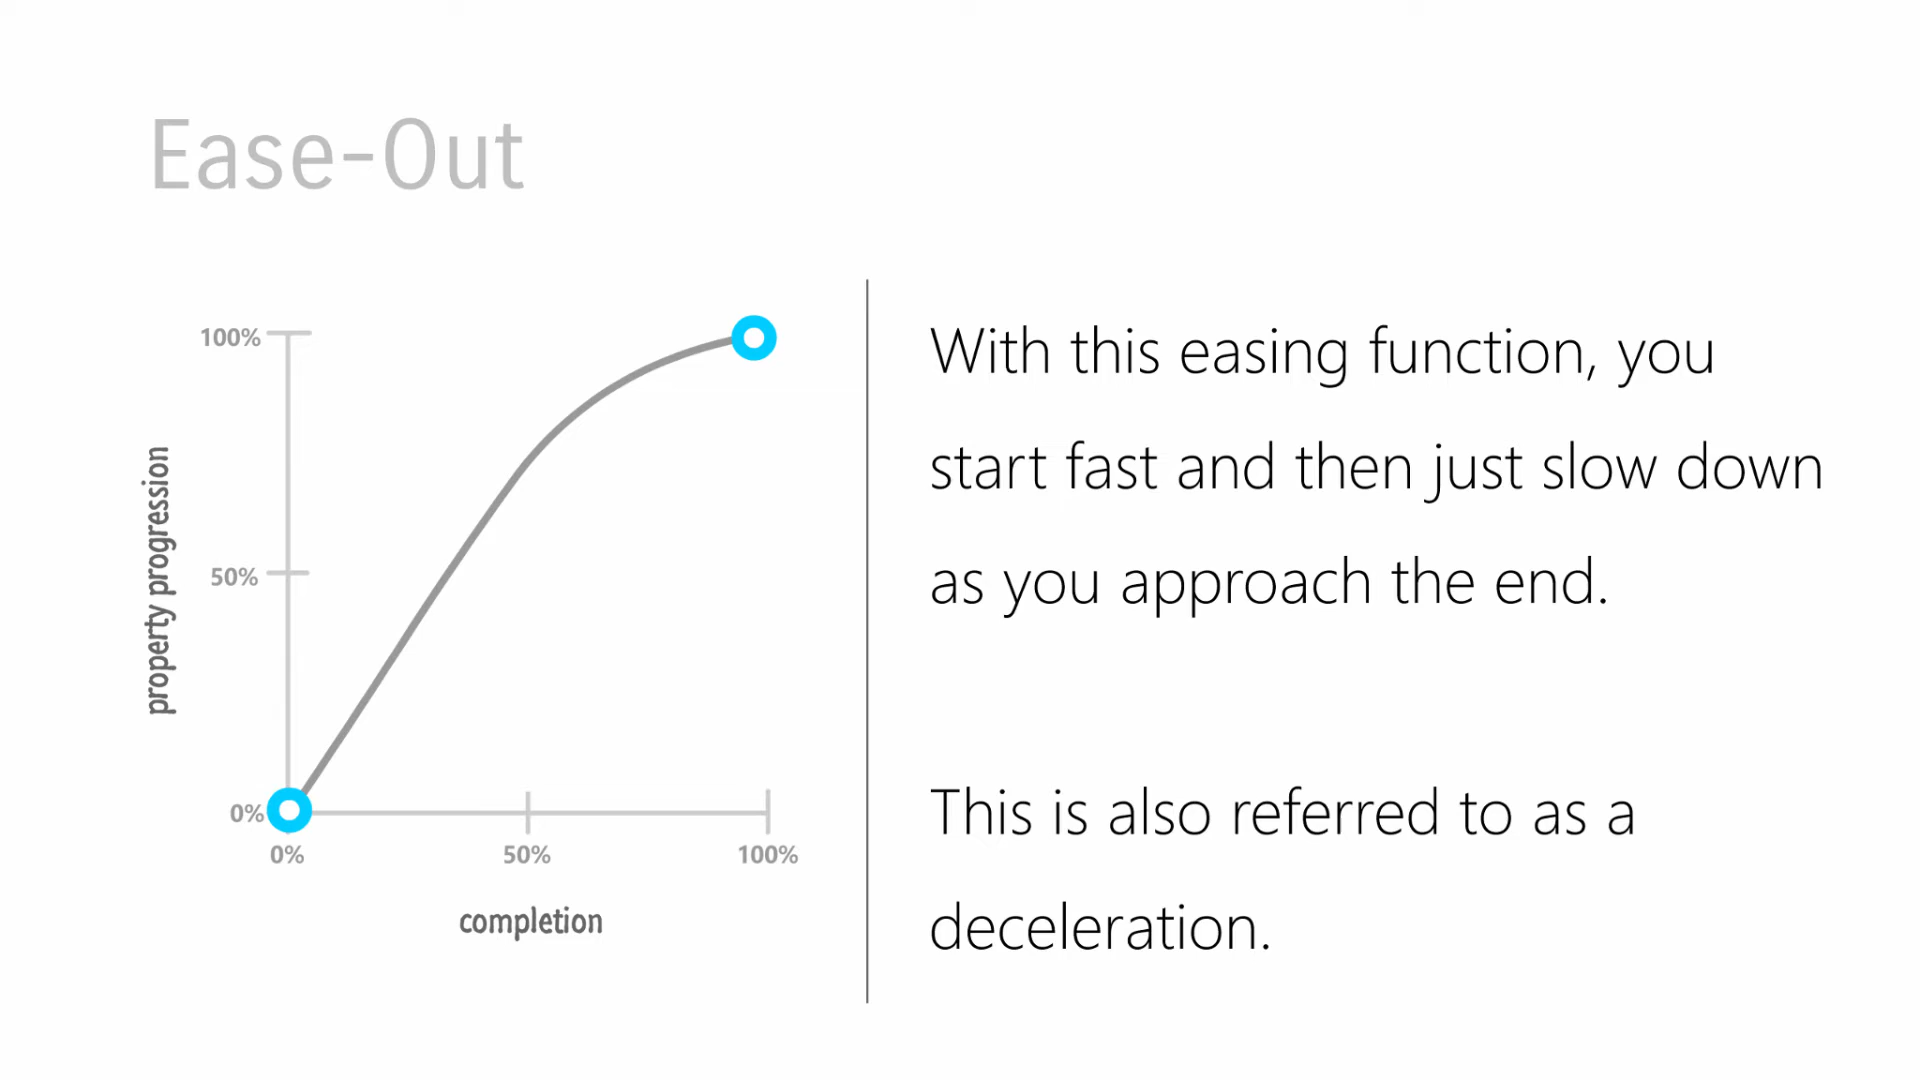 Ease-Out
100%
50%
0%
property progression
0%
50%
100%
completion
With this easing function, you
start fast and then just slow down
as you approach the end.
This is also referred to as a
deceleration.